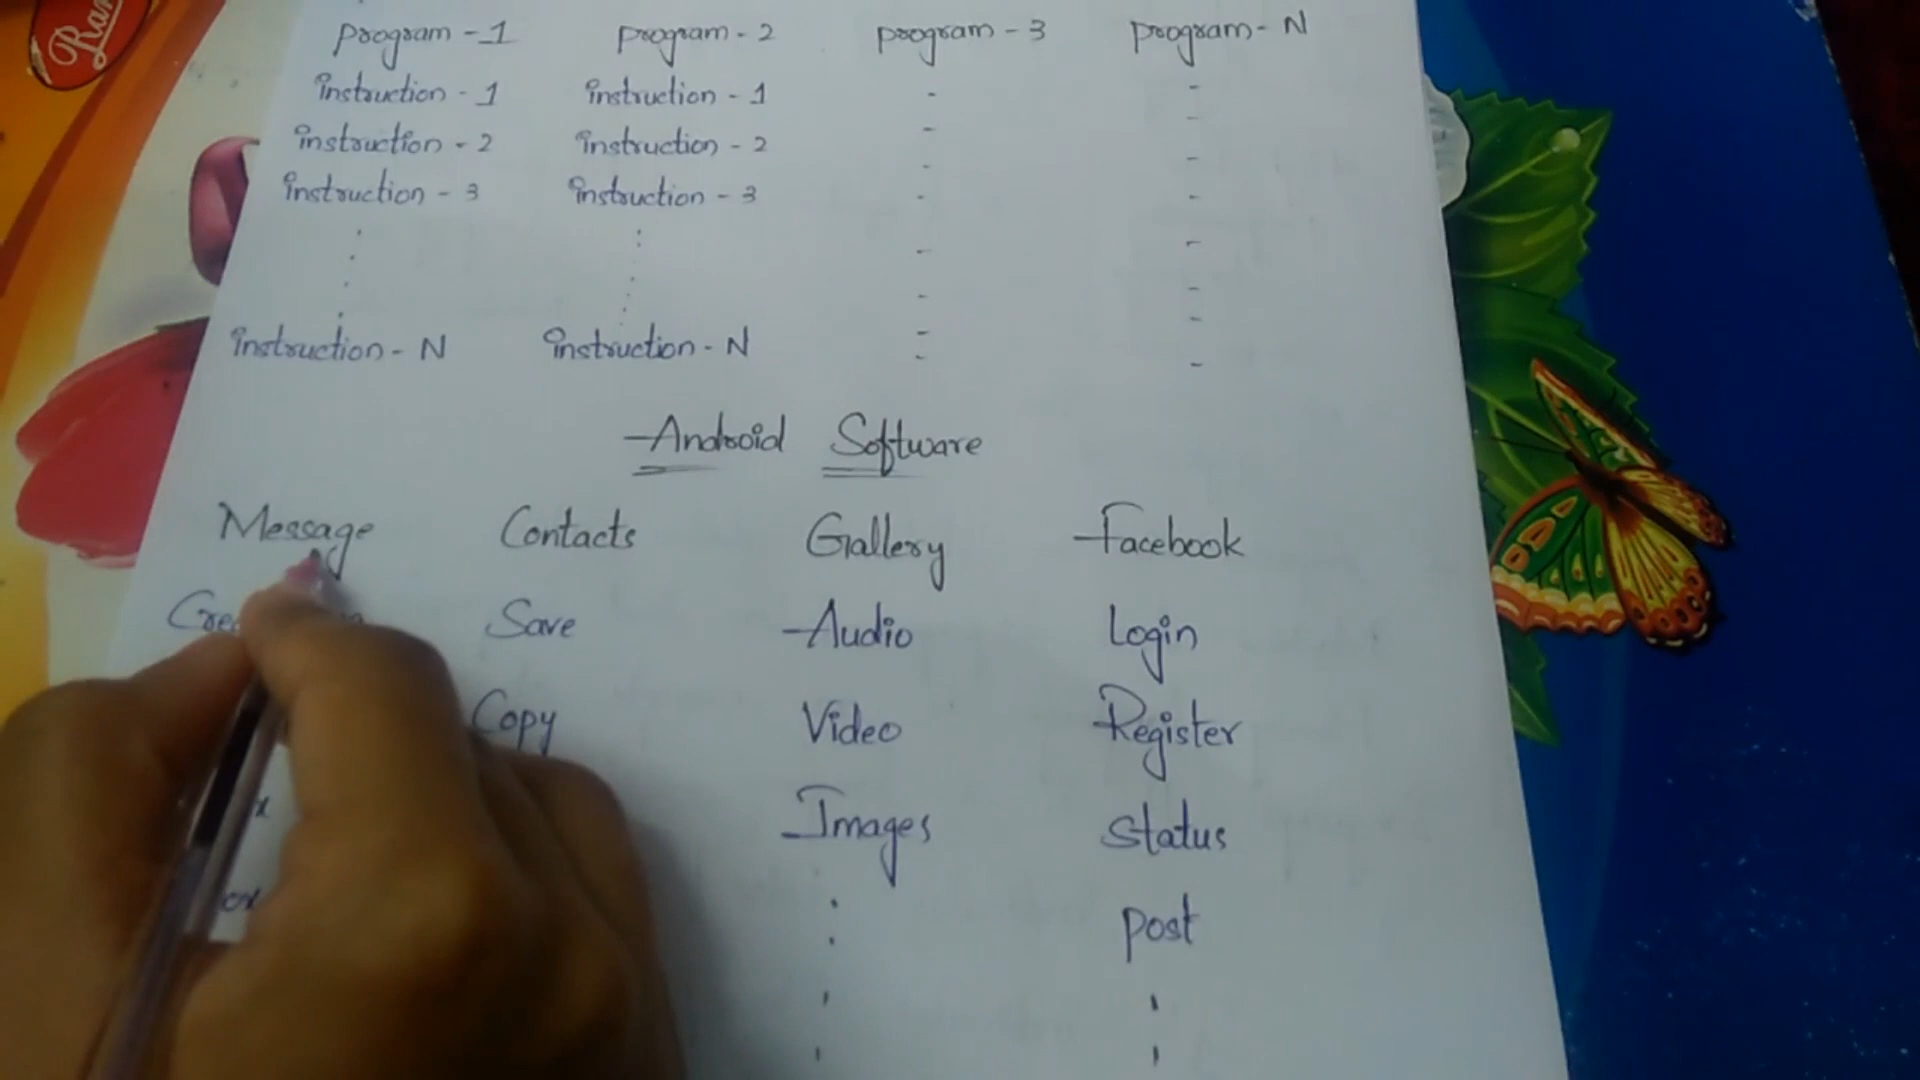 Program - 1 Program - 2 Program - 3 Program - N
instruction - 1 instruction - 1
instruction - 2 instruction - 2
instruction - 3 instruction - 3
instruction - N instruction - N
Android Software
Message Contacts Gallery Facebook
Save Audio Login
Copy Video Register
Images Status
Post